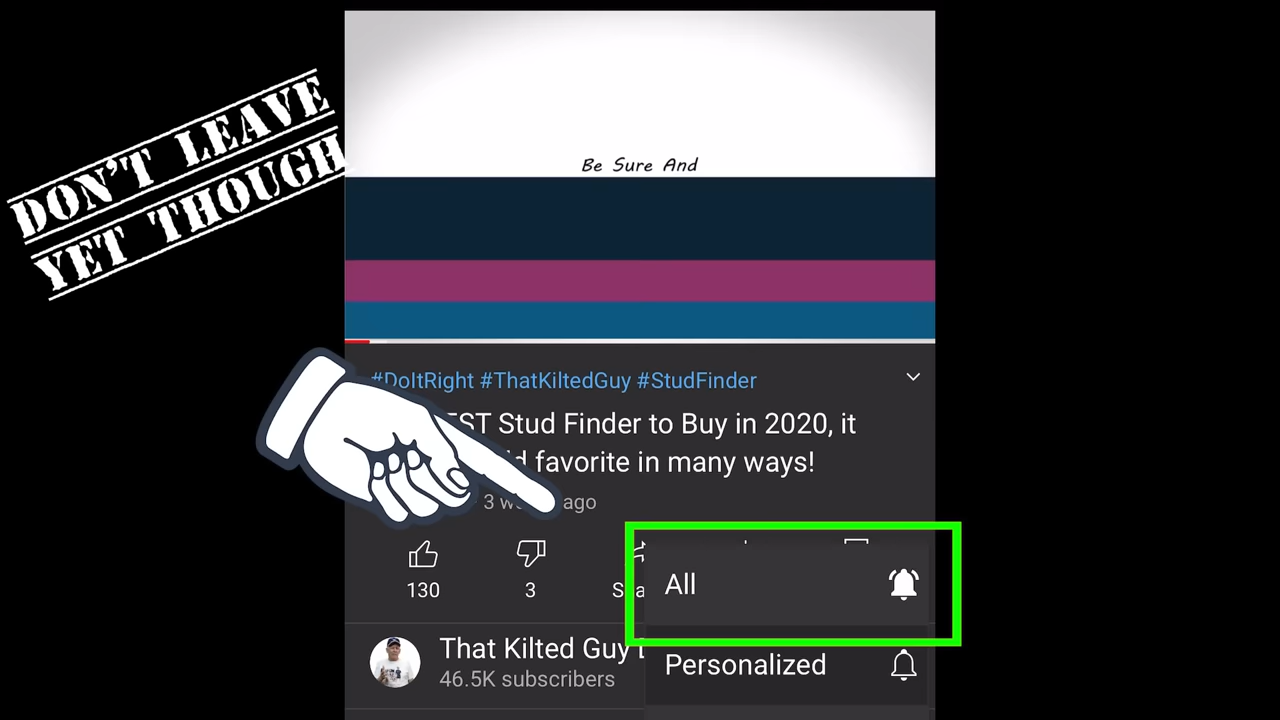 DON'T LEAVE
YET THOUGH
Be Sure And
#DoItRight #ThatKiltedGuy #StudFinder
Stud Finder to Buy in 2020, it
favorite in many ways!
3 ago
130
3
All
That Kilted Guy
46.5K subscribers
Personalized